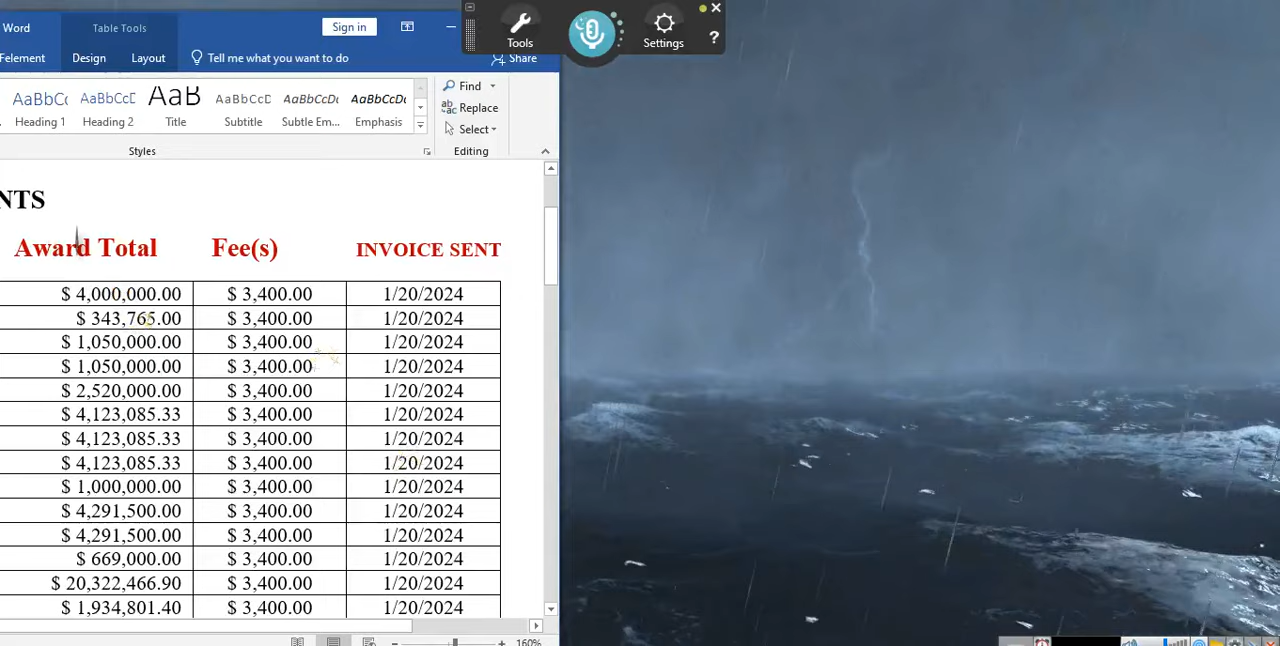 Word
Table Tools
Sign in
Felement
Design
Layout
Tell me what you want to do
Share
Tools
Settings
?
AaBbCc
AaBbCcD
AaB
AaBbCcD
AaBbCcDc
AaBbCcDc
Heading 1
Heading 2
Title
Subtitle
Subtle Em...
Emphasis
Find
Replace
Select
Styles
Editing
NTS
Award Total Fee(s) INVOICE SENT
$ 4,000,000.00 $ 3,400.00 1/20/2024
$ 343,765.00 $ 3,400.00 1/20/2024
$ 1,050,000.00 $ 3,400.00 1/20/2024
$ 1,050,000.00 $ 3,400.00 1/20/2024
$ 2,520,000.00 $ 3,400.00 1/20/2024
$ 4,123,085.33 $ 3,400.00 1/20/2024
$ 4,123,085.33 $ 3,400.00 1/20/2024
$ 4,123,085.33 $ 3,400.00 1/20/2024
$ 1,000,000.00 $ 3,400.00 1/20/2024
$ 4,291,500.00 $ 3,400.00 1/20/2024
$ 4,291,500.00 $ 3,400.00 1/20/2024
$ 669,000.00 $ 3,400.00 1/20/2024
$ 20,322,466.90 $ 3,400.00 1/20/2024
$ 1,934,801.40 $ 3,400.00 1/20/2024
160%